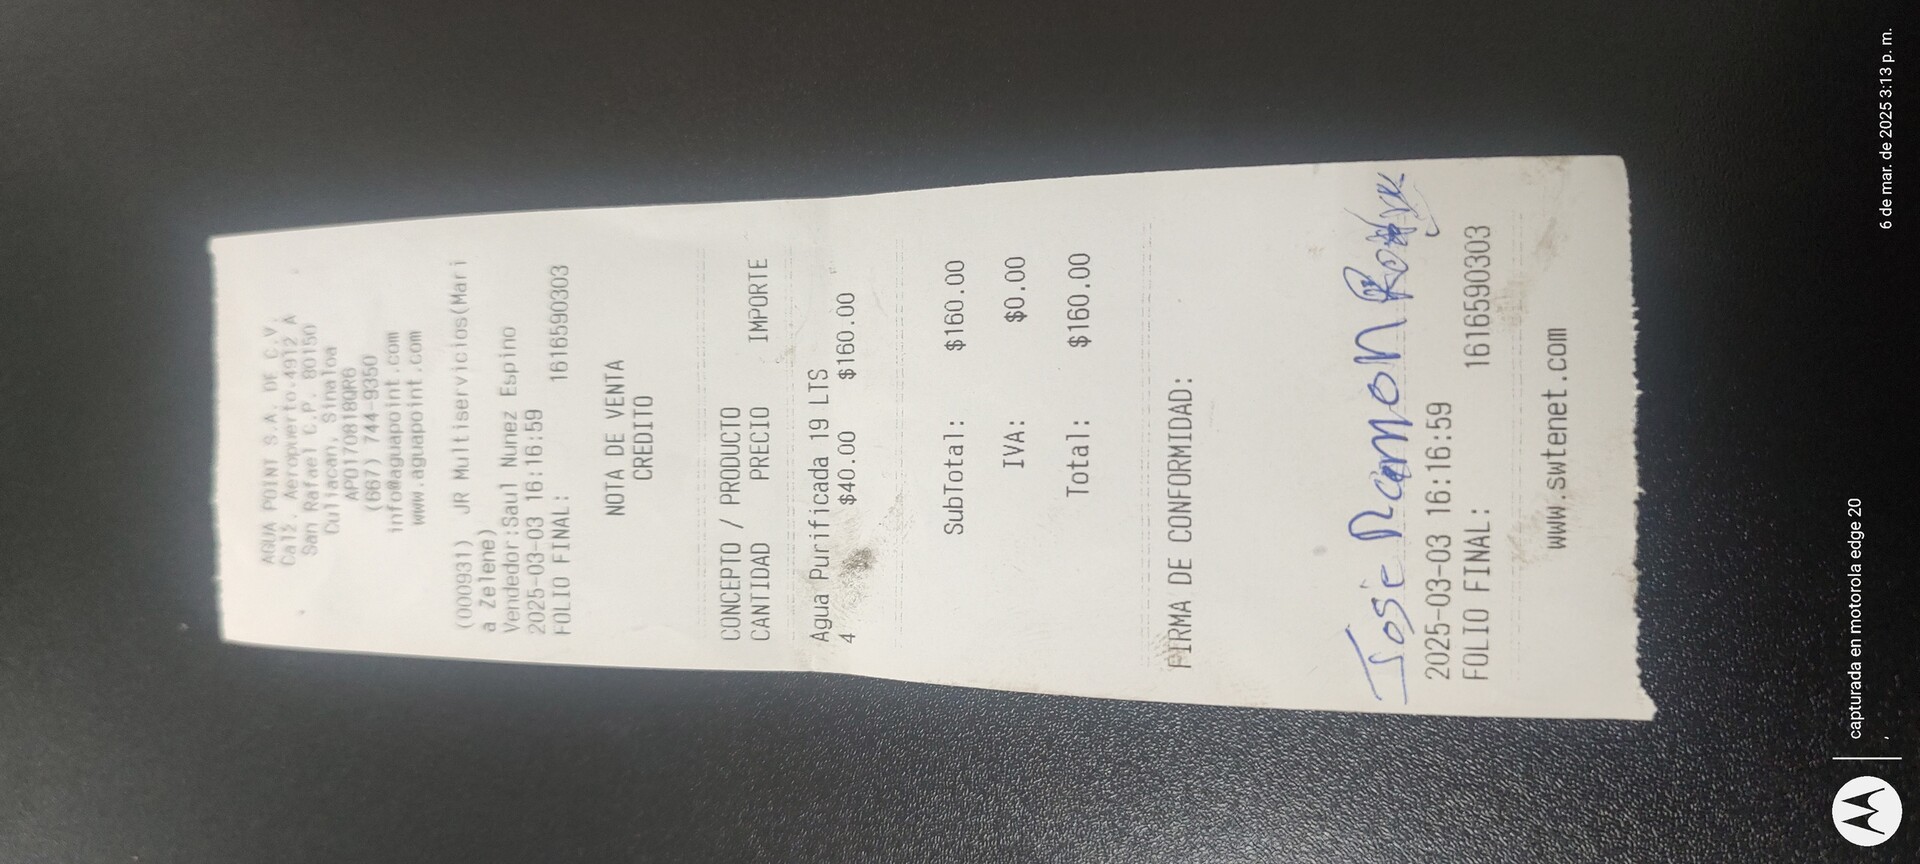 AGUA POINT S.A. DE C.V.
Calz. Aeropuerto.4912 A
San Rafael C.P. 80150
Culiacan, Sinaloa
APO170818QR6
(667) 744-9350
info@aguapoint.com
www.aguapoint.com
(000931) JR Multiservicios(Mari
a Zelene)
Vendedor:Saul Nunez Espino
2025-03-03 16:16:59
FOLIO FINAL: 1616590303
NOTA DE VENTA
CREDITO
CONCEPTO / PRODUCTO
CANTIDAD PRECIO IMPORTE
Agua Purificada 19 LTS
4 $40.00 $160.00
SubTotal: $160.00
IVA: $0.00
Total: $160.00
FIRMA DE CONFORMIDAD:
Jose Ramon
2025-03-03 16:16:59
FOLIO FINAL: 1616590303
www.swtenet.com
capturada en motorola edge 20
6 de mar. de 2025 3:13 p. m.